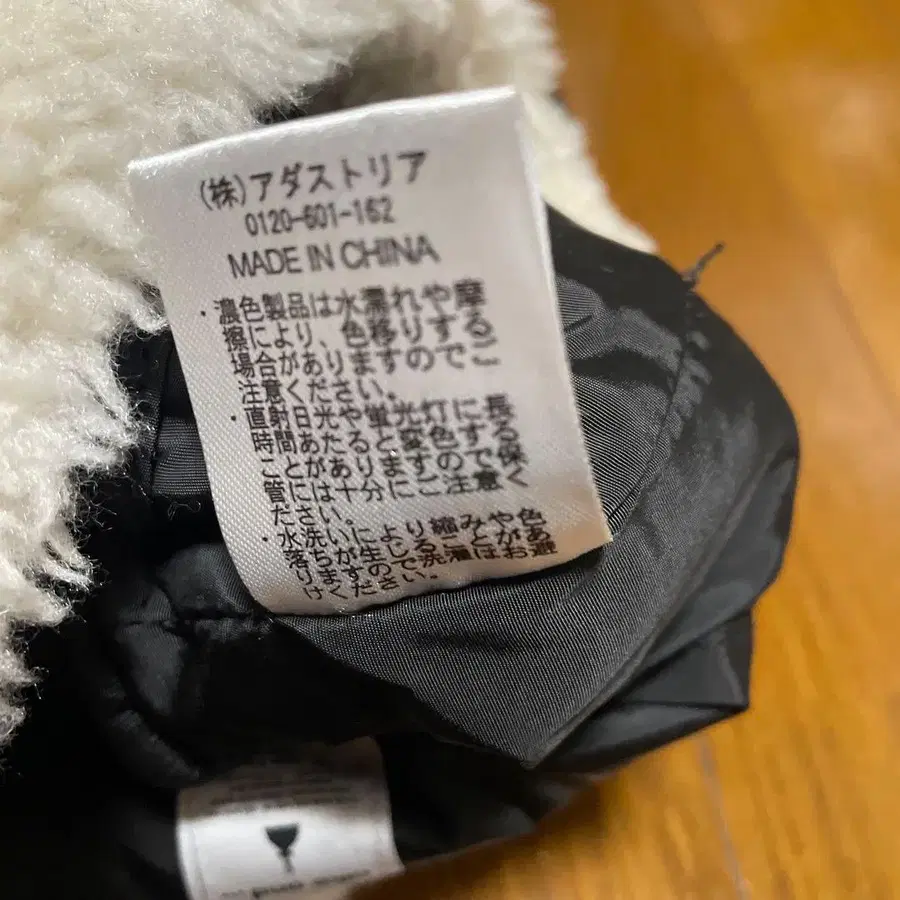 (株)アダストリア
0120-601-162
MADE IN CHINA
・濃色製品は水濡れや摩
擦により、色移りする
場合がありますのでご
注意ください。
・直射日光や蛍光灯に長
時間あたると変色する
ことがありますので保
管には十分にご注意く
ださい。
・水洗いにより縮みや色
落ちが生じることがあ
りますので洗濯はお避
けください。